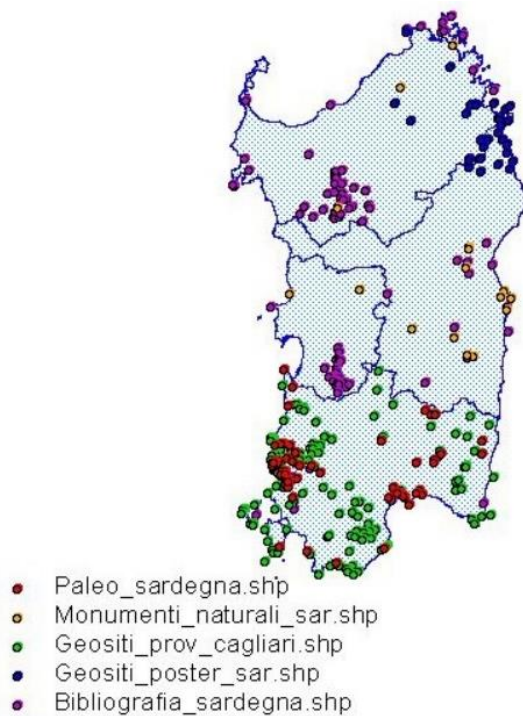 Paleo_sardegna.shp
Monumenti_naturali_sar.shp
Geositi_prov_cagliari.shp
Geositi_poster_sar.shp
Bibliografia_sardegna.shp